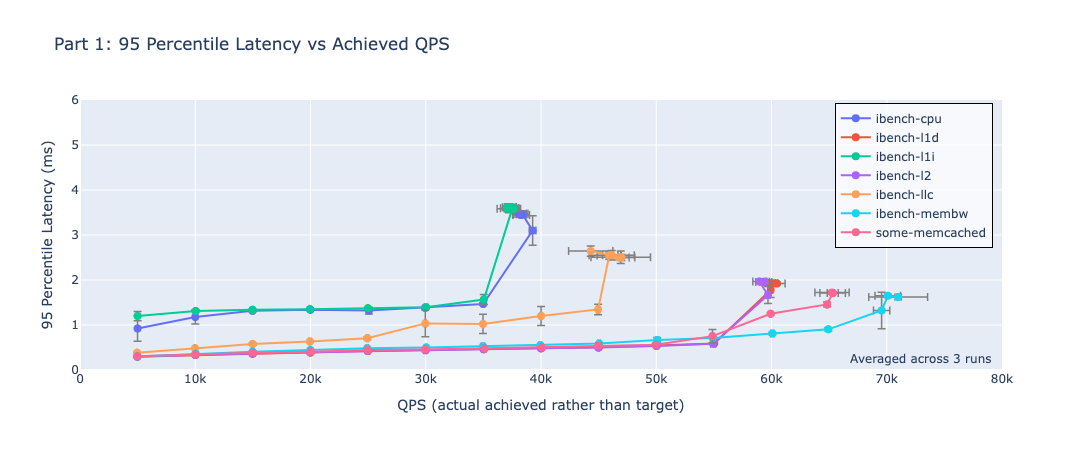 Part 1: 95 Percentile Latency vs Achieved QPS
95 Percentile Latency (ms)
6
5
4
3
2
1
0
0 10k 20k 30k 40k 50k 60k 70k 80k
QPS (actual achieved rather than target)
ibench-cpu
ibench-l1d
ibench-l1i
ibench-l2
ibench-llc
ibench-membw
some-memcached
Averaged across 3 runs